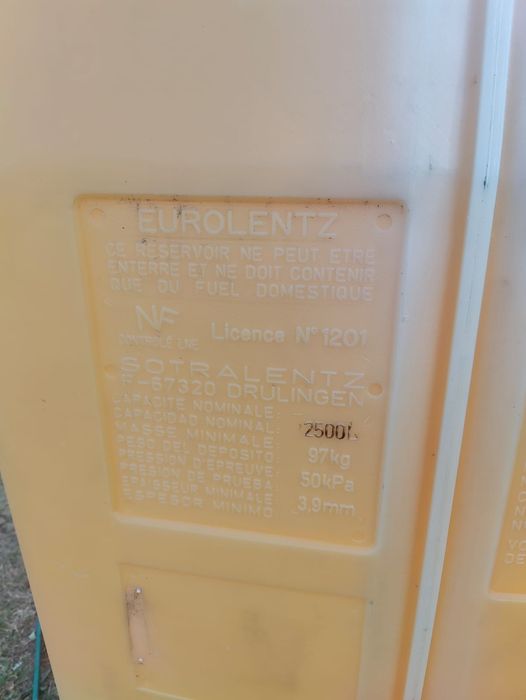 EUROLENTZ
CE RESERVOIR NE PEUT ETRE
ENTERRE ET NE DOIT CONTENIR
QUE DU FUEL DOMESTIQUE
NF
CONTROLE LNE
Licence N° 1201
SOTRALENTZ
F-67320 DRULINGEN
CAPACITE NOMINALE:
CAPACIDAD NOMINAL: 2500L
MASSE MINIMALE:
PESO DEL DEPOSITO: 97kg
PRESSION D'EPREUVE:
PRESION DE PRUEBA: 50kPa
EPAISSEUR MINIMALE
ESPESOR MINIMO 3,9mm